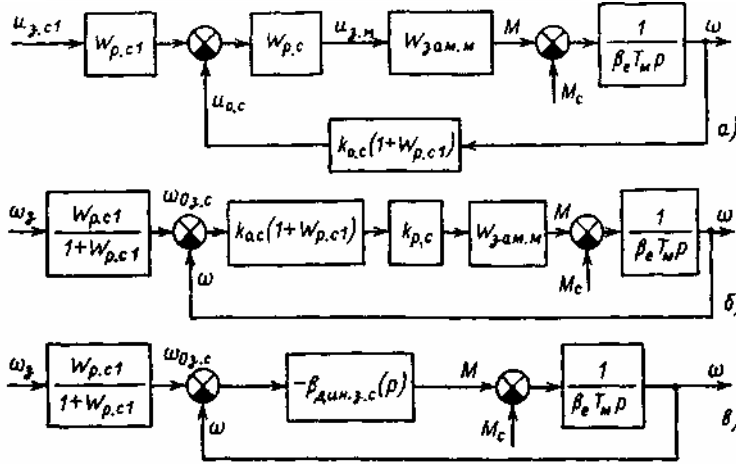 u_{з.с1} W_{р.с1} W_{р.с} u_{з.м} W_{зам.м} M M_с 1 / β_e T_м p ω
u_{о,с}
k_{о,с}(1+W_{р.с1})
а)
ω_з W_{р.с1} / 1+W_{р.с1} ω_{0з.с} k_{о,с}(1+W_{р.с1}) k_{р,с} W_{зам.м} M M_с 1 / β_e T_м p ω
ω
б)
ω_з W_{р.с1} / 1+W_{р.с1} ω_{0з.с} -β_{дин.з.с}(p) M M_с 1 / β_e T_м p ω
ω
в)